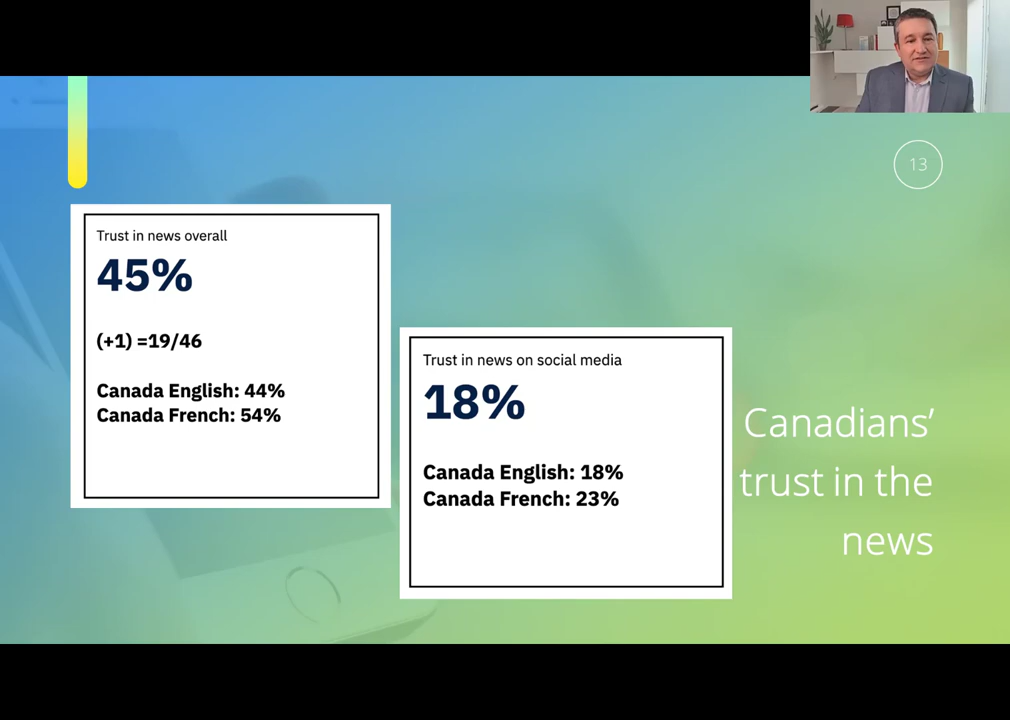 13
Trust in news overall
45%
(+1) =19/46
Canada English: 44%
Canada French: 54%
Trust in news on social media
18%
Canada English: 18%
Canada French: 23%
Canadians’
trust in the
news